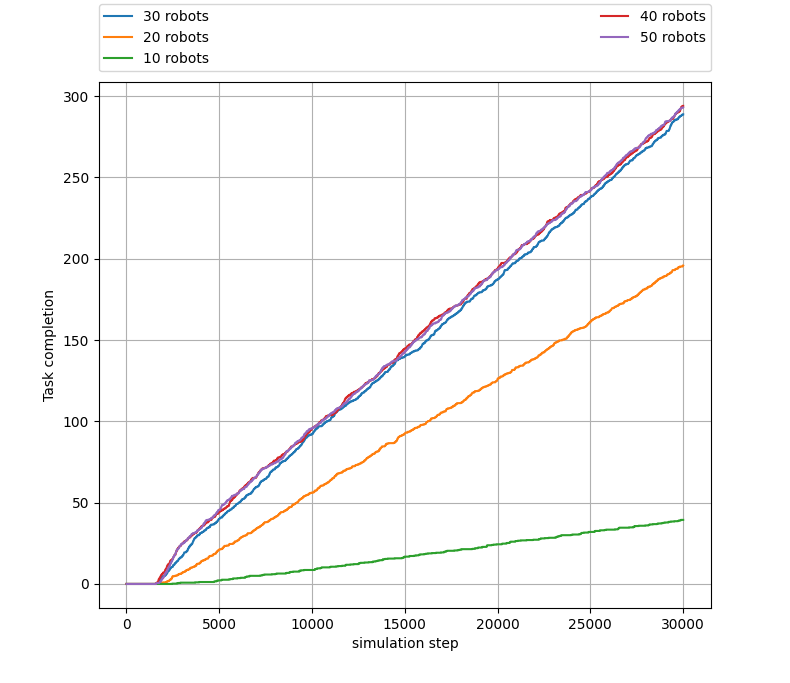 30 robots
20 robots
10 robots
40 robots
50 robots
Task completion
300
250
200
150
100
50
0
0 5000 10000 15000 20000 25000 30000
simulation step